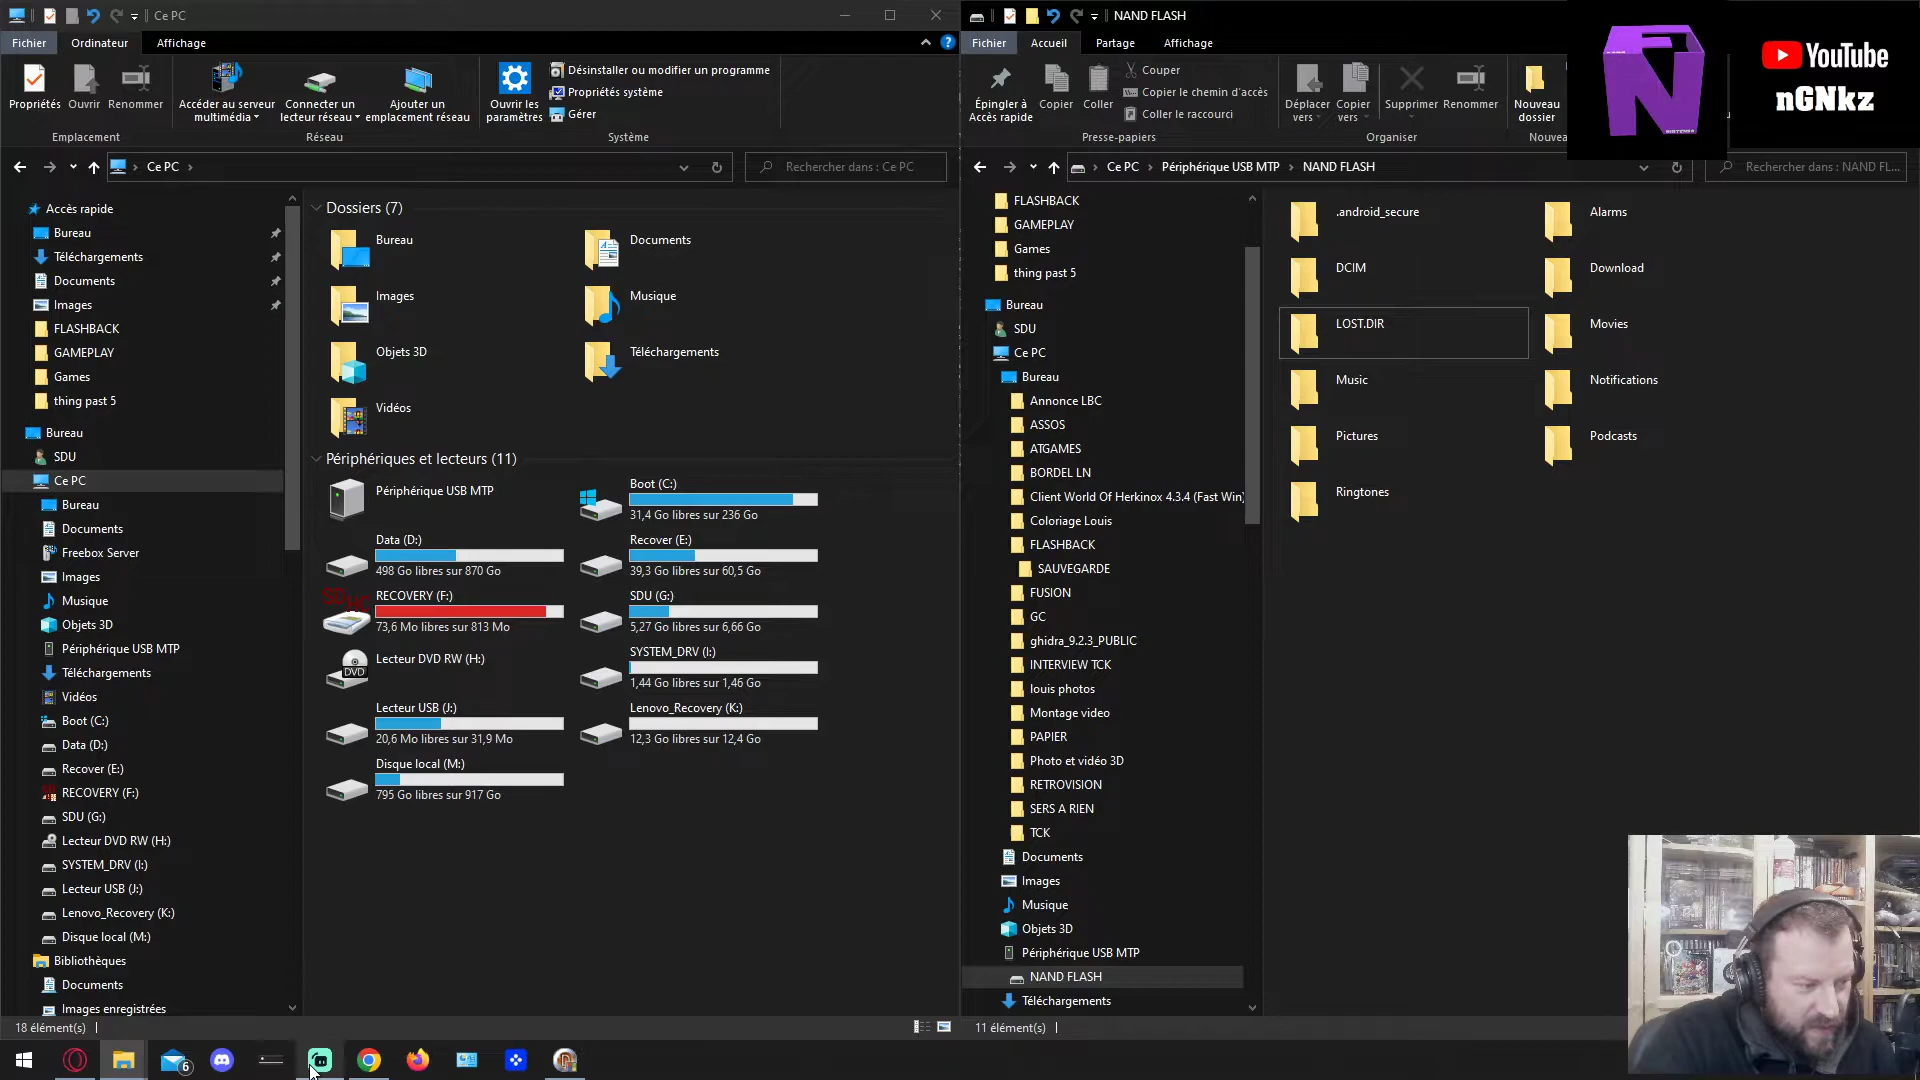 Ce PC
Fichier
Ordinateur
Affichage
Propriétés
Ouvrir
Renommer
Accéder au serveur
multimédia
Connecter un
lecteur réseau
Ajouter un
emplacement réseau
Ouvrir les
paramètres
Désinstaller ou modifier un programme
Propriétés système
Gérer
Emplacement
Réseau
Système
Ce PC
Rechercher dans : Ce PC
Accès rapide
Bureau
Téléchargements
Documents
Images
FLASHBACK
GAMEPLAY
Games
thing past 5
Bureau
SDU
Ce PC
Bureau
Documents
Freebox Server
Images
Musique
Objets 3D
Périphérique USB MTP
Téléchargements
Vidéos
Boot (C:)
Data (D:)
Recover (E:)
RECOVERY (F:)
SDU (G:)
Lecteur DVD RW (H:)
SYSTEM_DRV (I:)
Lecteur USB (J:)
Lenovo_Recovery (K:)
Disque local (M:)
Bibliothèques
Documents
Images enregistrées
18 élément(s)
Dossiers (7)
Bureau
Documents
Images
Musique
Objets 3D
Téléchargements
Vidéos
Périphériques et lecteurs (11)
Périphérique USB MTP
Boot (C:)
31,4 Go libres sur 236 Go
Data (D:)
498 Go libres sur 870 Go
Recover (E:)
39,3 Go libres sur 60,5 Go
RECOVERY (F:)
73,6 Mo libres sur 813 Mo
SDU (G:)
5,27 Go libres sur 6,66 Go
DVD
Lecteur DVD RW (H:)
SYSTEM_DRV (I:)
1,44 Go libres sur 1,46 Go
Lecteur USB (J:)
20,6 Mo libres sur 31,9 Mo
Lenovo_Recovery (K:)
12,3 Go libres sur 12,4 Go
Disque local (M:)
795 Go libres sur 917 Go
NAND FLASH
Fichier
Accueil
Partage
Affichage
Épingler à
Accès rapide
Copier
Coller
Couper
Copier le chemin d'accès
Coller le raccourci
Déplacer
vers
Copier
vers
Supprimer
Renommer
Nouveau
dossier
Presse-papiers
Organiser
Nouveau
YouTube
nGNkz
Ce PC
Périphérique USB MTP
NAND FLASH
Rechercher dans : NAND FL...
FLASHBACK
GAMEPLAY
Games
thing past 5
Bureau
SDU
Ce PC
Bureau
Annonce LBC
ASSOS
ATGAMES
BORDEL LN
Client World Of Herkinox 4.3.4 (Fast Win)
Coloriage Louis
FLASHBACK
SAUVEGARDE
FUSION
GC
ghidra_9.2.3_PUBLIC
INTERVIEW TCK
louis photos
Montage video
PAPIER
Photo et vidéo 3D
RETROVISION
SERS A RIEN
TCK
Documents
Images
Musique
Objets 3D
Périphérique USB MTP
NAND FLASH
Téléchargements
11 élément(s)
.android_secure
Alarms
DCIM
Download
LOST.DIR
Movies
Music
Notifications
Pictures
Podcasts
Ringtones
6